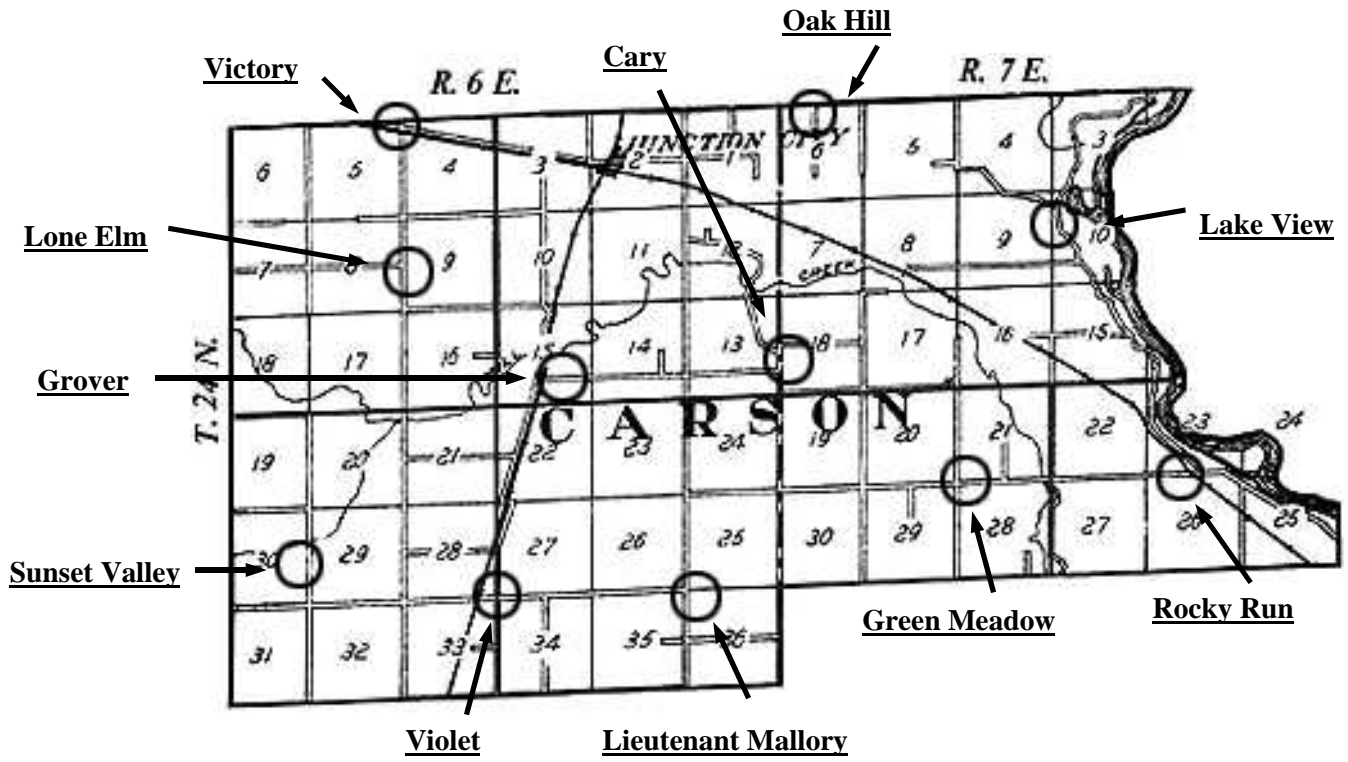 Oak Hill
Cary
Victory
R. 6 E.
R. 7 E.
JUNCTION CITY
6 5 4 3 2 1 6 5 4 3
Lone Elm
Lake View
7 8 9 10 11 12 7 8 9 10
CREEK
T. 24 N.
18 17 16 15 14 13 18 17 16 15
Grover
CARSON
19 20 21 22 23 24 19 20 21 22 23 24
30 29 28 27 26 25 30 29 28 27 26 25
Sunset Valley
Green Meadow
Rocky Run
31 32 33 34 35 36
Violet
Lieutenant Mallory